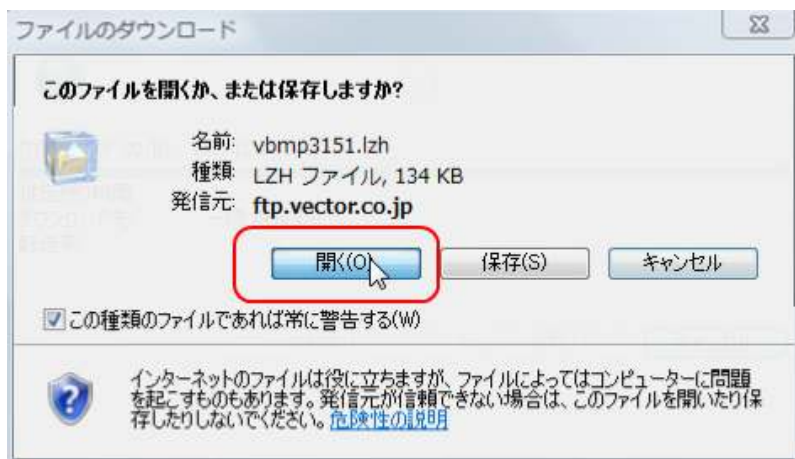 ファイルのダウンロード
このファイルを開くか、または保存しますか?
名前: vbmp3151.lzh
種類: LZH ファイル, 134 KB
発信元: ftp.vector.co.jp
開く(O) 保存(S) キャンセル
この種類のファイルであれば常に警告する(W)
インターネットのファイルは役に立ちますが、ファイルによってはコンピューターに問題
を起こすものもあります。発信元が信頼できない場合は、このファイルを開いたり保
存したりしないでください。危険性の説明